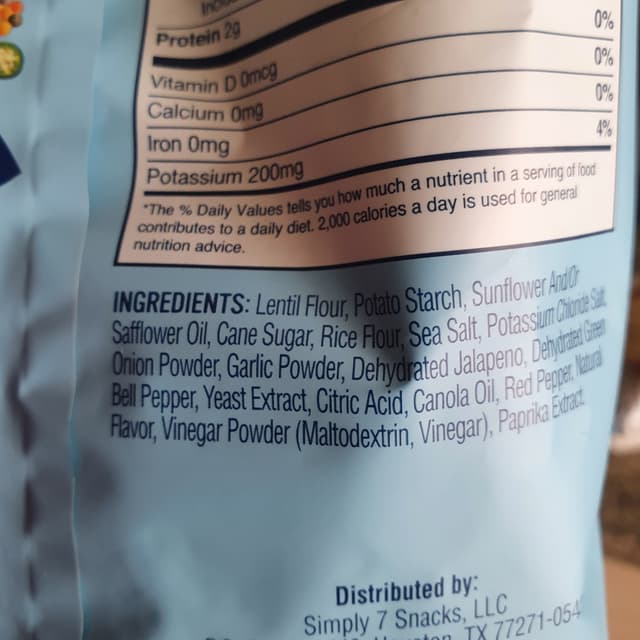 Protein 2g
0%
Vitamin D 0mcg
0%
Calcium 0mg
0%
Iron 0mg
4%
Potassium 200mg
*The % Daily Values tells you how much a nutrient in a serving of food
contributes to a daily diet. 2,000 calories a day is used for general
nutrition advice.
INGREDIENTS: Lentil Flour, Potato Starch, Sunflower And/Or
Safflower Oil, Cane Sugar, Rice Flour, Sea Salt, Potassium Chloride Salt,
Onion Powder, Garlic Powder, Dehydrated Jalapeno, Dehydrated Green
Bell Pepper, Yeast Extract, Citric Acid, Canola Oil, Red Pepper, Natural
Flavor, Vinegar Powder (Maltodextrin, Vinegar), Paprika Extract.
Distributed by:
Simply 7 Snacks, LLC
TX 77271-054